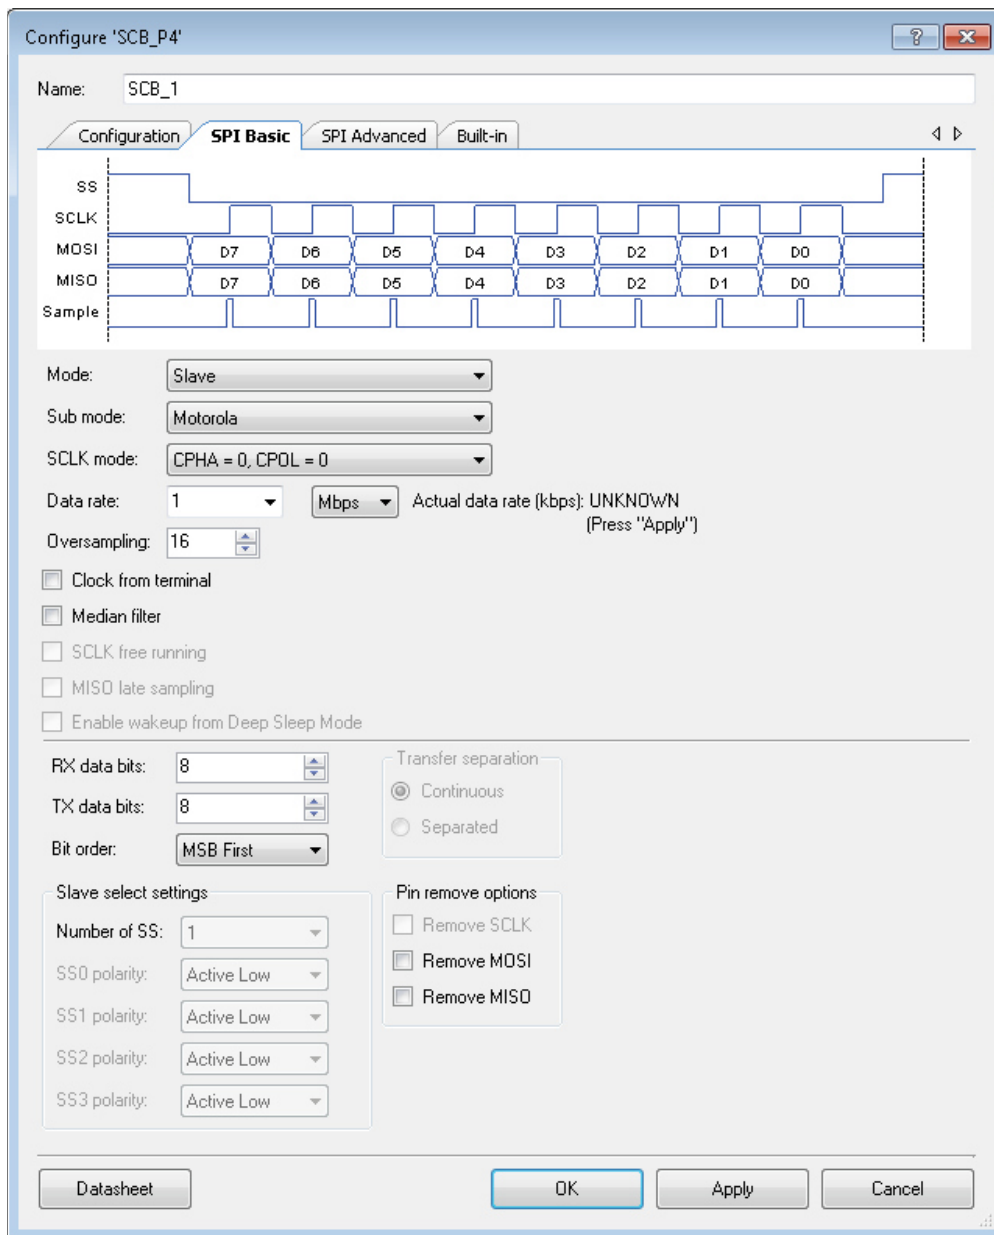 Configure 'SCB_P4'
Name: SCB_1
Configuration SPI Basic SPI Advanced Built-in
SS
SCLK
MOSI D7 D6 D5 D4 D3 D2 D1 D0
MISO D7 D6 D5 D4 D3 D2 D1 D0
Sample
Mode: Slave
Sub mode: Motorola
SCLK mode: CPHA = 0, CPOL = 0
Data rate: 1 Mbps Actual data rate (kbps): UNKNOWN
(Press "Apply")
Oversampling: 16
Clock from terminal
Median filter
SCLK free running
MISO late sampling
Enable wakeup from Deep Sleep Mode
RX data bits: 8
TX data bits: 8
Bit order: MSB First
Transfer separation
Continuous
Separated
Slave select settings
Number of SS: 1
SS0 polarity: Active Low
SS1 polarity: Active Low
SS2 polarity: Active Low
SS3 polarity: Active Low
Pin remove options
Remove SCLK
Remove MOSI
Remove MISO
Datasheet OK Apply Cancel